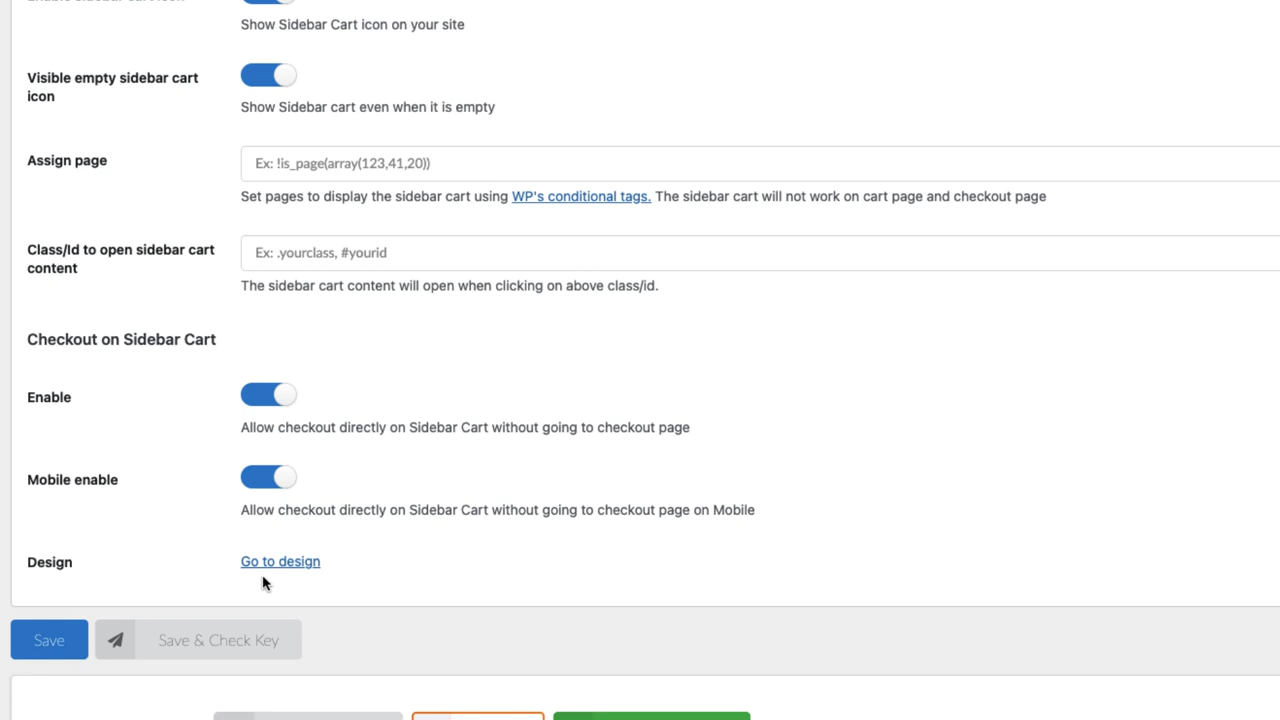 Show Sidebar Cart icon on your site
Visible empty sidebar cart
icon
Show Sidebar cart even when it is empty
Assign page
Ex: !is_page(array(123,41,20))
Set pages to display the sidebar cart using WP's conditional tags. The sidebar cart will not work on cart page and checkout page
Class/Id to open sidebar cart
content
Ex: .yourclass, #yourid
The sidebar cart content will open when clicking on above class/id.
Checkout on Sidebar Cart
Enable
Allow checkout directly on Sidebar Cart without going to checkout page
Mobile enable
Allow checkout directly on Sidebar Cart without going to checkout page on Mobile
Design
Go to design
Save
Save & Check Key